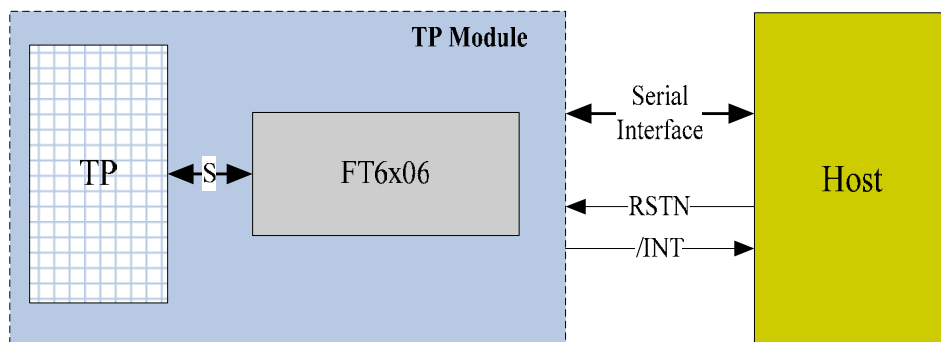 TP Module
TP
S
FT6x06
Serial
Interface
RSTN
/INT
Host